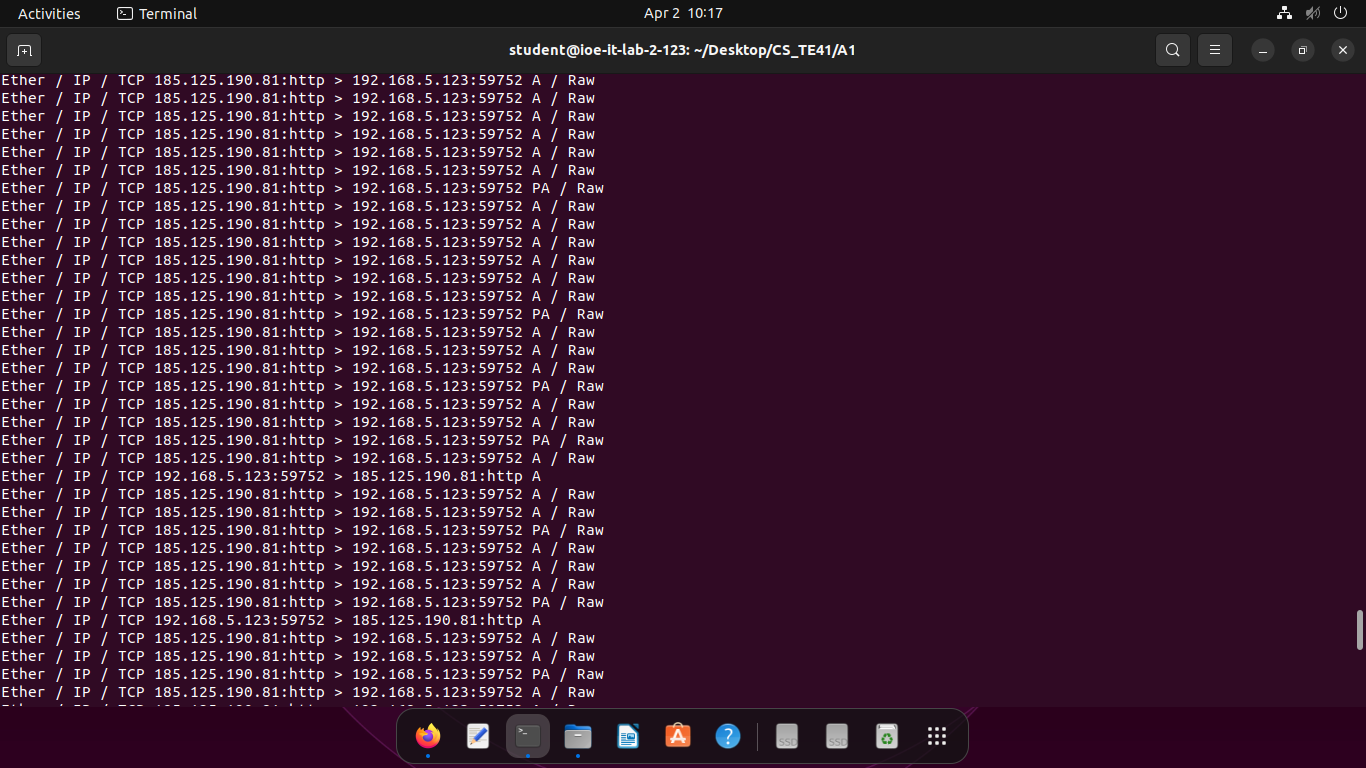 Activities Terminal Apr 2 10:17
student@ioe-it-lab-2-123: ~/Desktop/CS_TE41/A1
Ether / IP / TCP 185.125.190.81:http > 192.168.5.123:59752 A / Raw
Ether / IP / TCP 185.125.190.81:http > 192.168.5.123:59752 A / Raw
Ether / IP / TCP 185.125.190.81:http > 192.168.5.123:59752 A / Raw
Ether / IP / TCP 185.125.190.81:http > 192.168.5.123:59752 A / Raw
Ether / IP / TCP 185.125.190.81:http > 192.168.5.123:59752 A / Raw
Ether / IP / TCP 185.125.190.81:http > 192.168.5.123:59752 A / Raw
Ether / IP / TCP 185.125.190.81:http > 192.168.5.123:59752 PA / Raw
Ether / IP / TCP 185.125.190.81:http > 192.168.5.123:59752 A / Raw
Ether / IP / TCP 185.125.190.81:http > 192.168.5.123:59752 A / Raw
Ether / IP / TCP 185.125.190.81:http > 192.168.5.123:59752 A / Raw
Ether / IP / TCP 185.125.190.81:http > 192.168.5.123:59752 A / Raw
Ether / IP / TCP 185.125.190.81:http > 192.168.5.123:59752 A / Raw
Ether / IP / TCP 185.125.190.81:http > 192.168.5.123:59752 A / Raw
Ether / IP / TCP 185.125.190.81:http > 192.168.5.123:59752 PA / Raw
Ether / IP / TCP 185.125.190.81:http > 192.168.5.123:59752 A / Raw
Ether / IP / TCP 185.125.190.81:http > 192.168.5.123:59752 A / Raw
Ether / IP / TCP 185.125.190.81:http > 192.168.5.123:59752 A / Raw
Ether / IP / TCP 185.125.190.81:http > 192.168.5.123:59752 PA / Raw
Ether / IP / TCP 185.125.190.81:http > 192.168.5.123:59752 A / Raw
Ether / IP / TCP 185.125.190.81:http > 192.168.5.123:59752 A / Raw
Ether / IP / TCP 185.125.190.81:http > 192.168.5.123:59752 PA / Raw
Ether / IP / TCP 185.125.190.81:http > 192.168.5.123:59752 A / Raw
Ether / IP / TCP 192.168.5.123:59752 > 185.125.190.81:http A
Ether / IP / TCP 185.125.190.81:http > 192.168.5.123:59752 A / Raw
Ether / IP / TCP 185.125.190.81:http > 192.168.5.123:59752 A / Raw
Ether / IP / TCP 185.125.190.81:http > 192.168.5.123:59752 PA / Raw
Ether / IP / TCP 185.125.190.81:http > 192.168.5.123:59752 A / Raw
Ether / IP / TCP 185.125.190.81:http > 192.168.5.123:59752 A / Raw
Ether / IP / TCP 185.125.190.81:http > 192.168.5.123:59752 A / Raw
Ether / IP / TCP 185.125.190.81:http > 192.168.5.123:59752 PA / Raw
Ether / IP / TCP 192.168.5.123:59752 > 185.125.190.81:http A
Ether / IP / TCP 185.125.190.81:http > 192.168.5.123:59752 A / Raw
Ether / IP / TCP 185.125.190.81:http > 192.168.5.123:59752 A / Raw
Ether / IP / TCP 185.125.190.81:http > 192.168.5.123:59752 PA / Raw
Ether / IP / TCP 185.125.190.81:http > 192.168.5.123:59752 A / Raw
SSD SSD